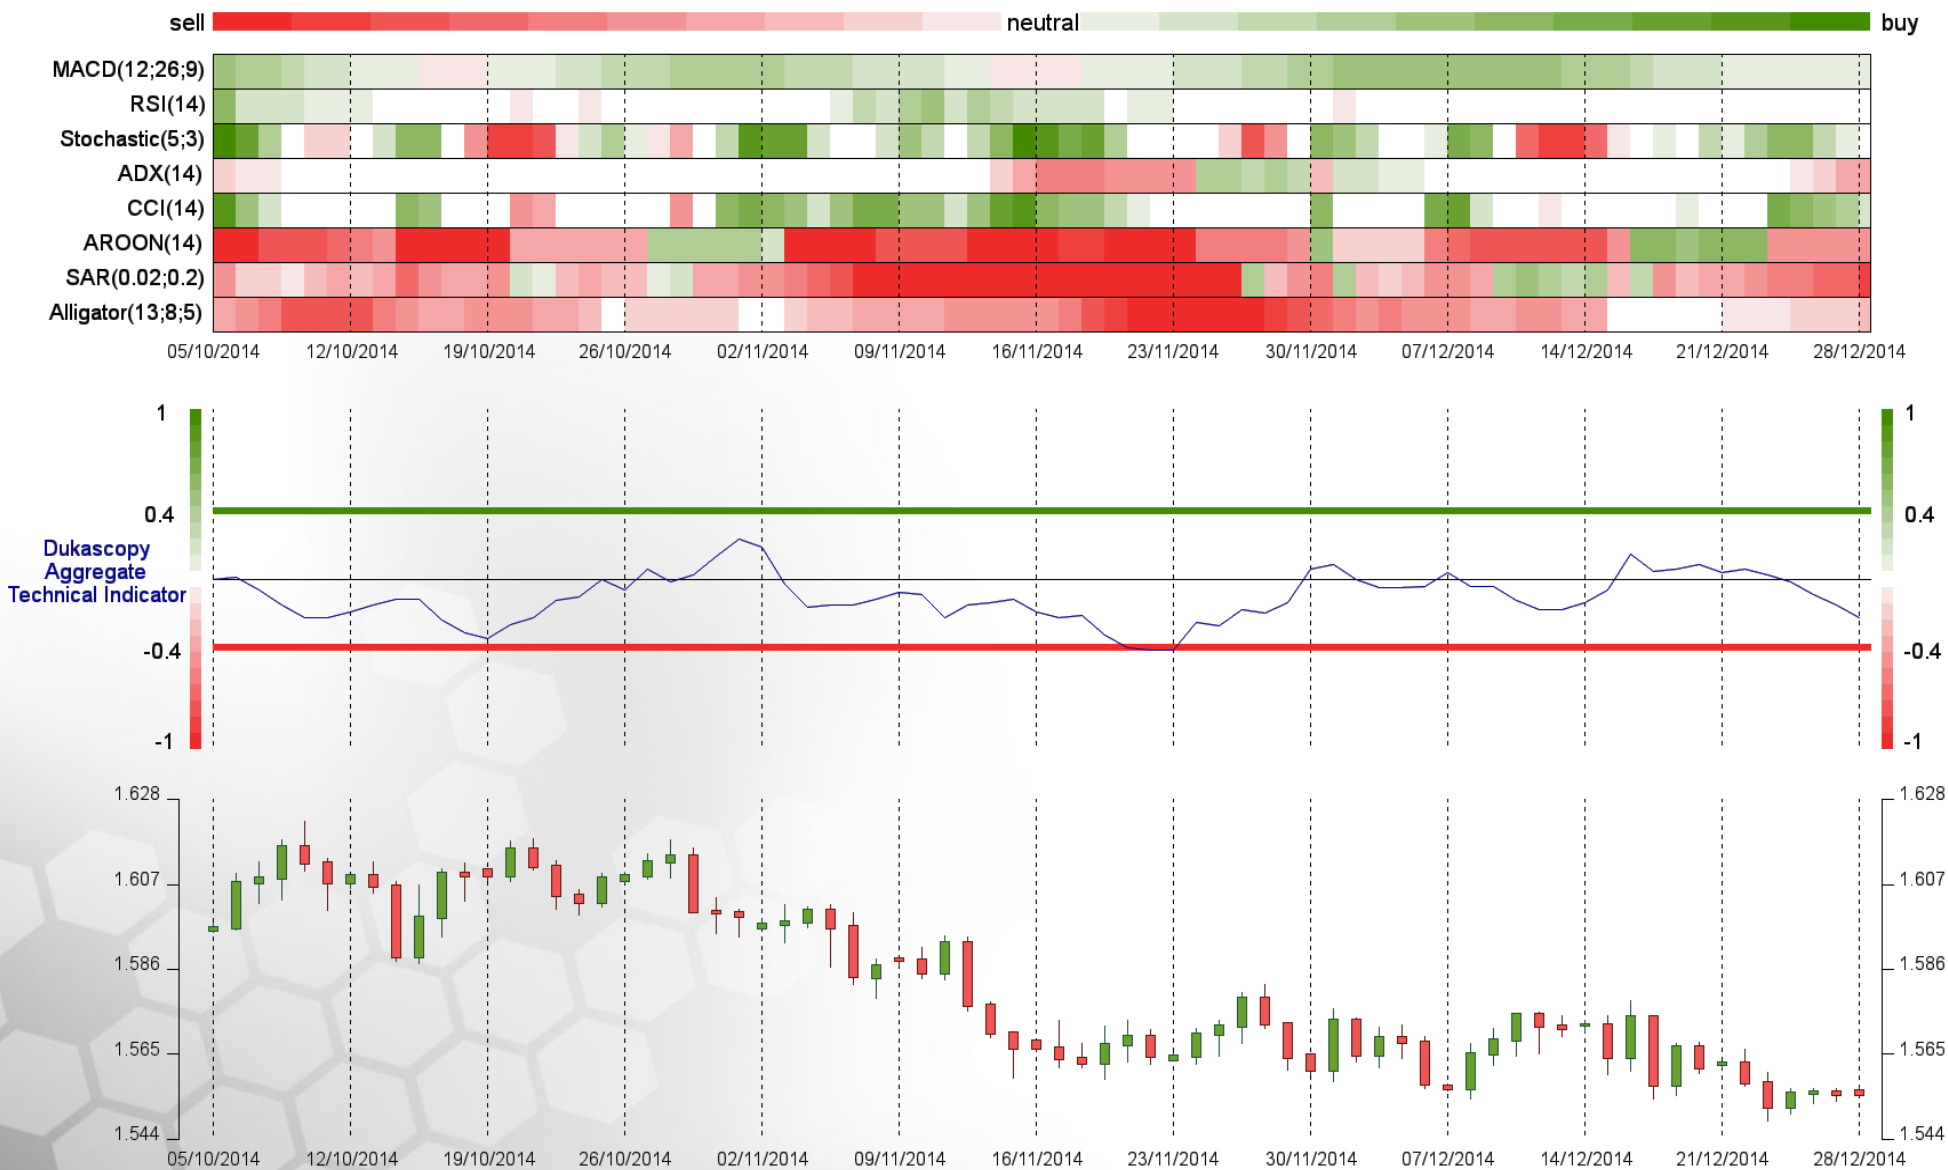 sell neutral buy
MACD(12;26;9)
RSI(14)
Stochastic(5;3)
ADX(14)
CCI(14)
AROON(14)
SAR(0.02;0.2)
Alligator(13;8;5)
05/10/2014 12/10/2014 19/10/2014 26/10/2014 02/11/2014 09/11/2014 16/11/2014 23/11/2014 30/11/2014 07/12/2014 14/12/2014 21/12/2014 28/12/2014
1 1
0.4 0.4
Dukascopy
Aggregate
Technical Indicator
-0.4 -0.4
-1 -1
1.628 1.628
1.607 1.607
1.586 1.586
1.565 1.565
1.544 1.544
05/10/2014 12/10/2014 19/10/2014 26/10/2014 02/11/2014 09/11/2014 16/11/2014 23/11/2014 30/11/2014 07/12/2014 14/12/2014 21/12/2014 28/12/2014